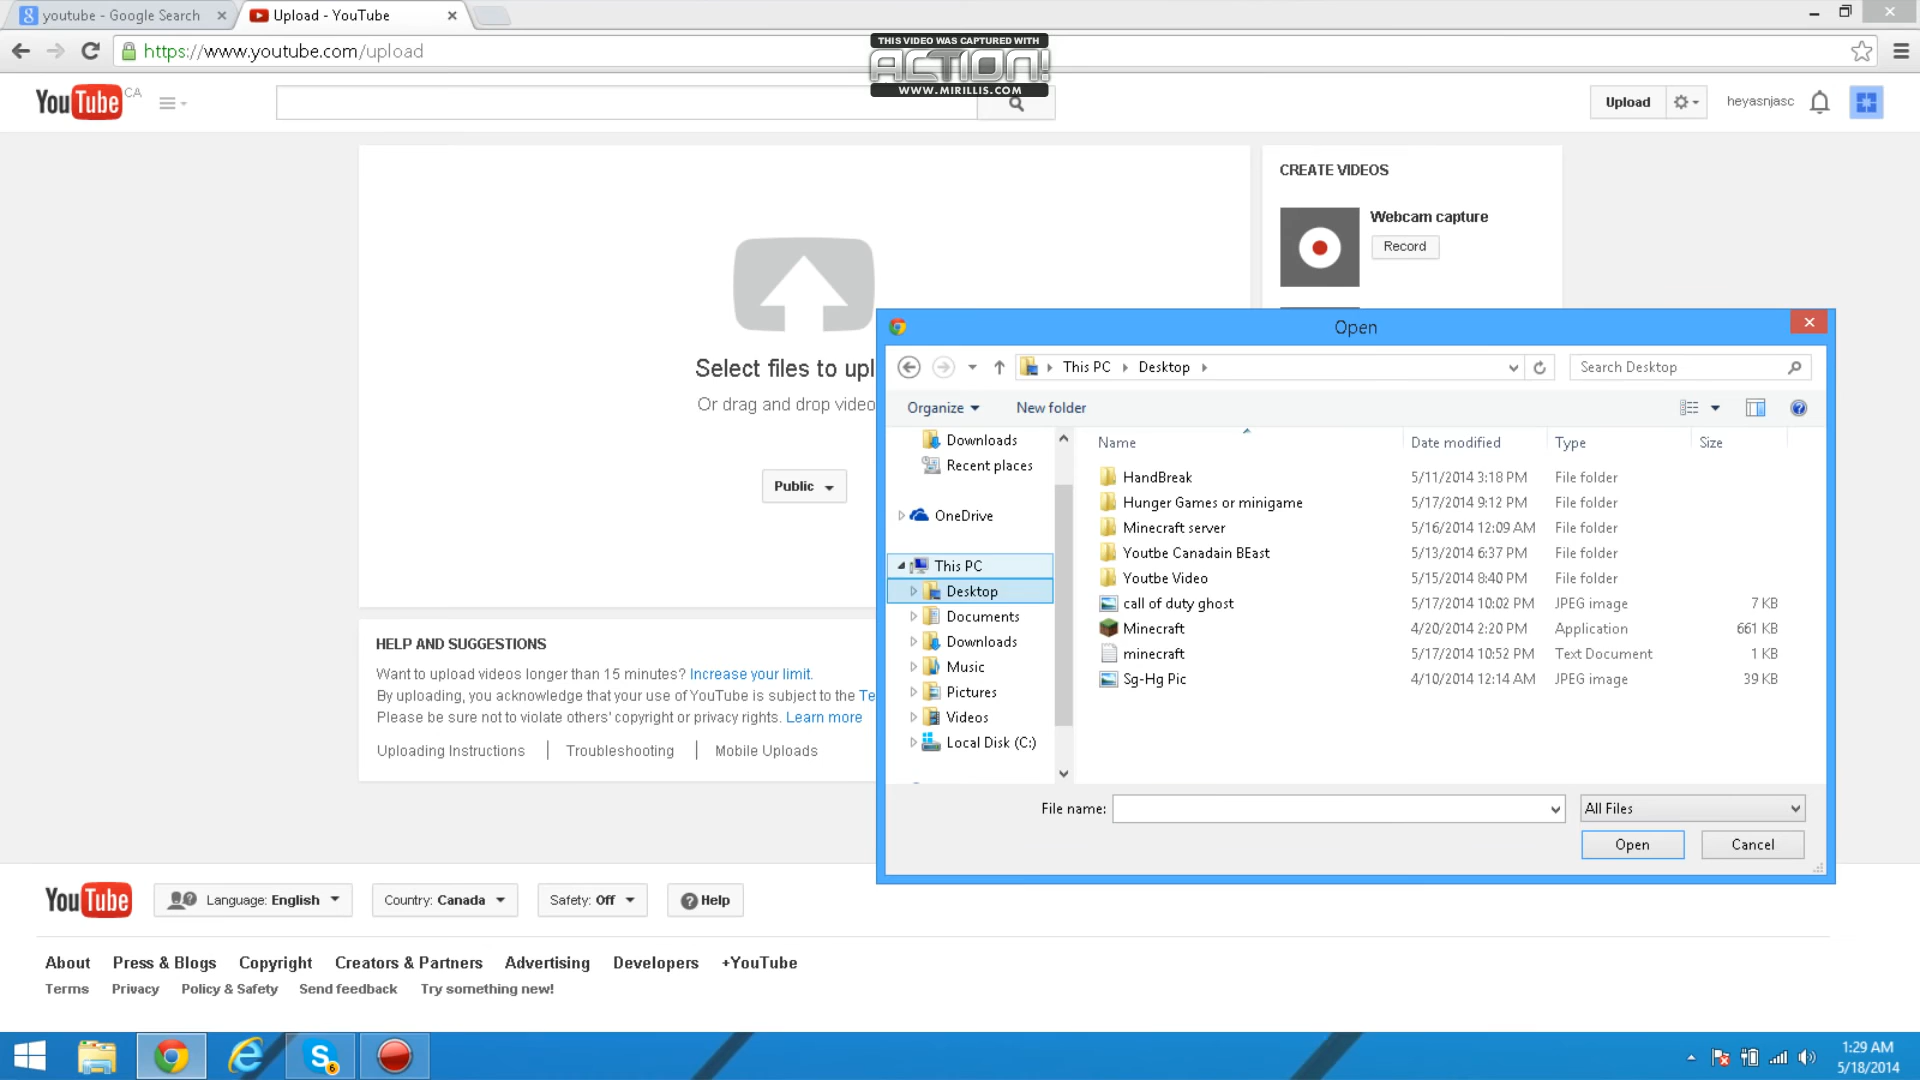 youtube - Google Search
Upload - YouTube
https://www.youtube.com/upload
THIS VIDEO WAS CAPTURED WITH
ACTION!
WWW.MIRILLIS.COM
YouTube CA
Upload
heyasnjasc
Select files to upl
Or drag and drop video
Public
CREATE VIDEOS
Webcam capture
Record
HELP AND SUGGESTIONS
Want to upload videos longer than 15 minutes? Increase your limit.
By uploading, you acknowledge that your use of YouTube is subject to the Te
Please be sure not to violate others' copyright or privacy rights. Learn more
Uploading Instructions
Troubleshooting
Mobile Uploads
Open
This PC
Desktop
Search Desktop
Organize
New folder
Downloads
Recent places
OneDrive
This PC
Desktop
Documents
Downloads
Music
Pictures
Videos
Local Disk (C:)
Name Date modified Type Size
HandBreak 5/11/2014 3:18 PM File folder
Hunger Games or minigame 5/17/2014 9:12 PM File folder
Minecraft server 5/16/2014 12:09 AM File folder
Youtbe Canadain BEast 5/13/2014 6:37 PM File folder
Youtbe Video 5/15/2014 8:40 PM File folder
call of duty ghost 5/17/2014 10:02 PM JPEG image 7 KB
Minecraft 4/20/2014 2:20 PM Application 661 KB
minecraft 5/17/2014 10:52 PM Text Document 1 KB
Sg-Hg Pic 4/10/2014 12:14 AM JPEG image 39 KB
File name:
All Files
Open
Cancel
YouTube
Language: English
Country: Canada
Safety: Off
Help
About Press & Blogs Copyright Creators & Partners Advertising Developers +YouTube
Terms Privacy Policy & Safety Send feedback Try something new!
6
1:29 AM
5/18/2014